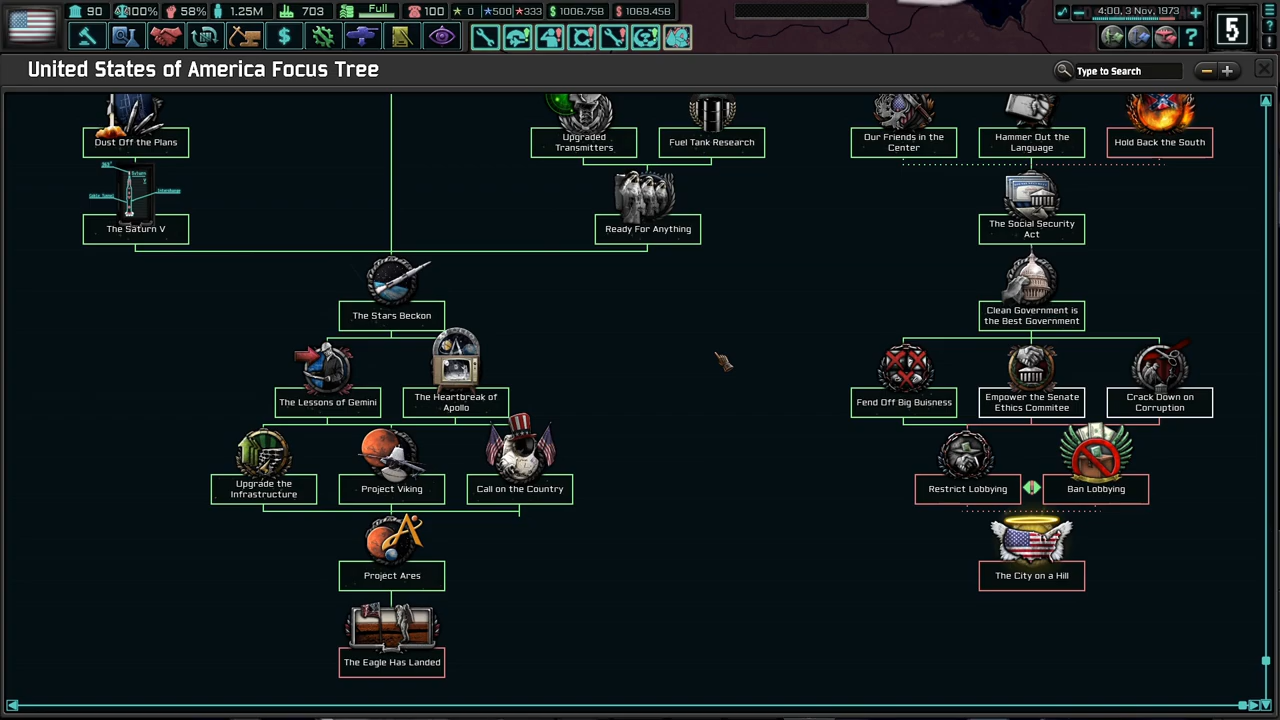 90 100% 58% 1.25M 703 Full 100 0 500 333 $ 1006.75B $ 1069.45B
4:00, 3 Nov, 1973
5
United States of America Focus Tree
Type to Search
Dust Off the Plans
Upgraded
Transmitters
Fuel Tank Research
Our Friends in the
Center
Hammer Out the
Language
Hold Back the South
The Saturn V
Ready For Anything
The Social Security
Act
The Stars Beckon
Clean Government is
the Best Government
The Lessons of Gemini
The Heartbreak of
Apollo
Fend Off Big Buisness
Empower the Senate
Ethics Commitee
Crack Down on
Corruption
Upgrade the
Infrastructure
Project Viking
Call on the Country
Restrict Lobbying
Ban Lobbying
Project Ares
The City on a Hill
The Eagle Has Landed